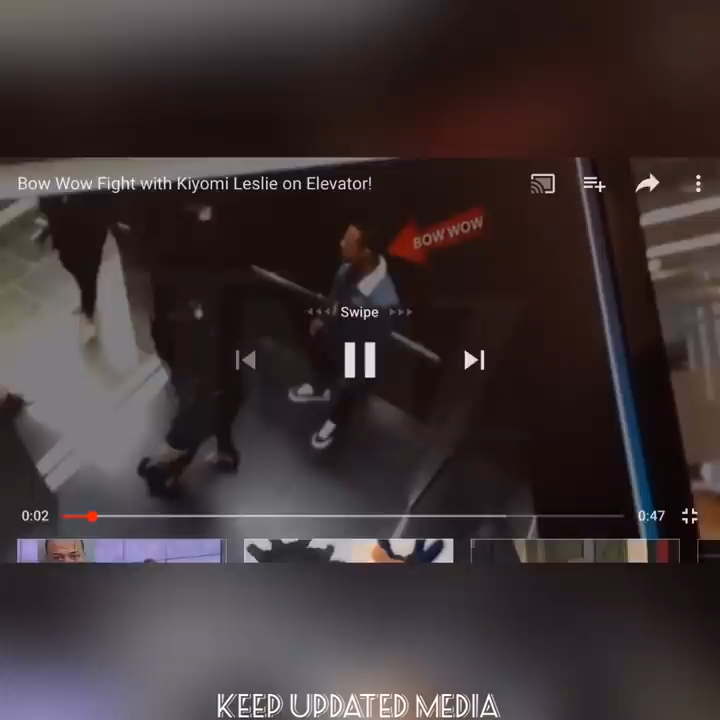 Bow Wow Fight with Kiyomi Leslie on Elevator!
BOW WOW
Swipe
0:02
0:47
KEEP UPDATED MEDIA